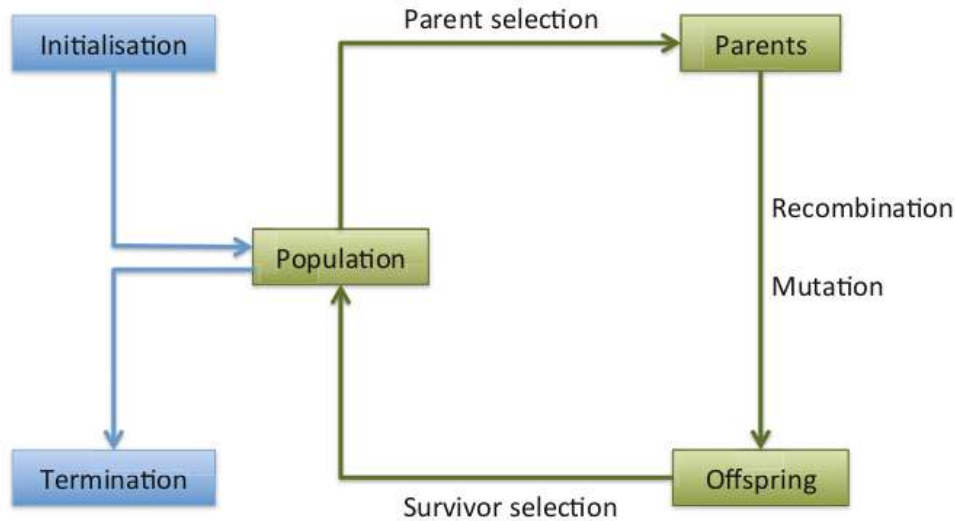 Initialisation
Parent selection
Parents
Recombination
Population
Mutation
Termination
Offspring
Survivor selection